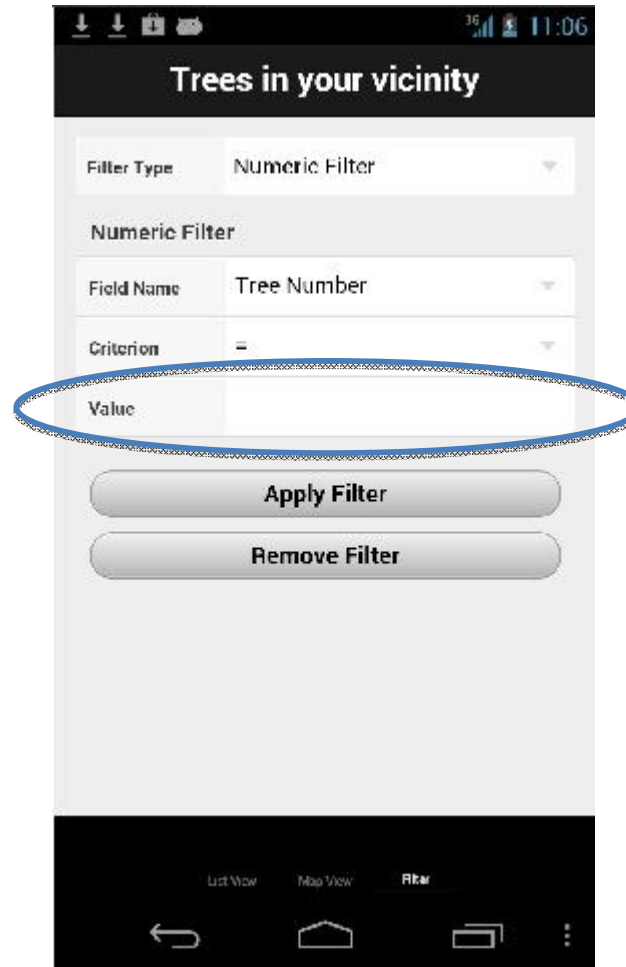 3G 11:06
Trees in your vicinity
Filter Type Numeric Filter
Numeric Filter
Field Name Tree Number
Criterion =
Value
Apply Filter
Remove Filter
List View Map View Filter